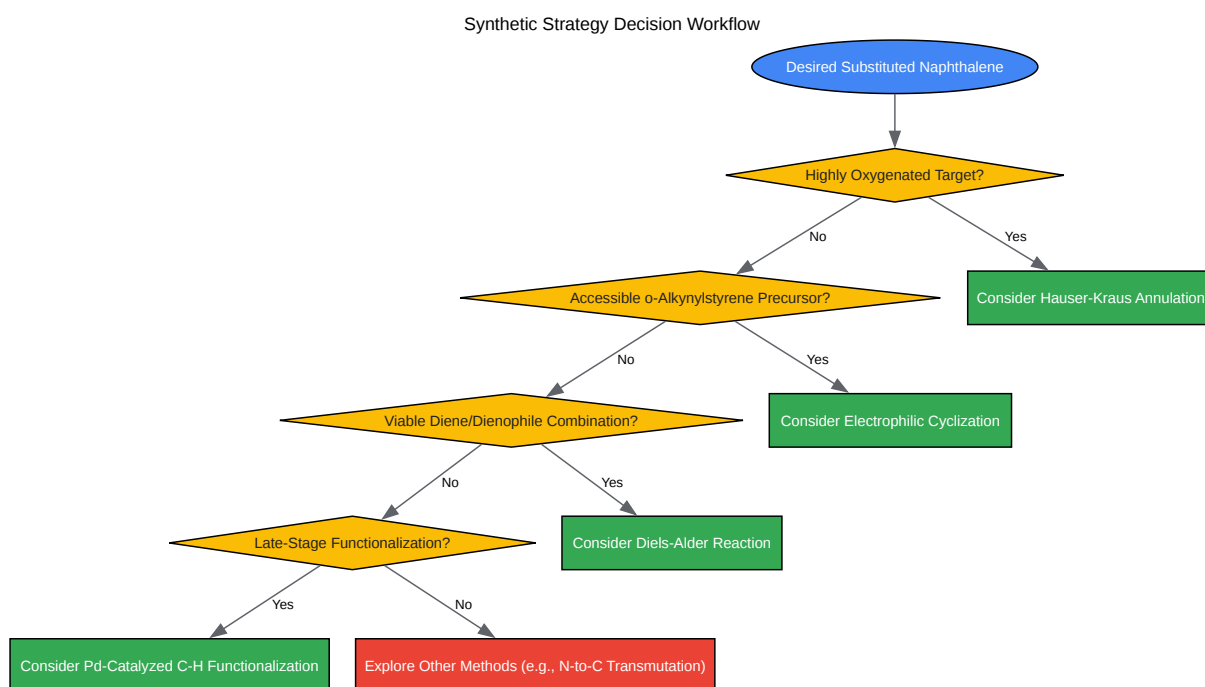 Synthetic Strategy Decision Workflow
Desired Substituted Naphthalene
Highly Oxygenated Target?
No
Yes
Accessible o-Alkynylstyrene Precursor?
Consider Hauser-Kraus Annulation
No
Yes
Viable Diene/Dienophile Combination?
Consider Electrophilic Cyclization
No
Yes
Late-Stage Functionalization?
Consider Diels-Alder Reaction
Yes
No
Consider Pd-Catalyzed C-H Functionalization
Explore Other Methods (e.g., N-to-C Transmutation)